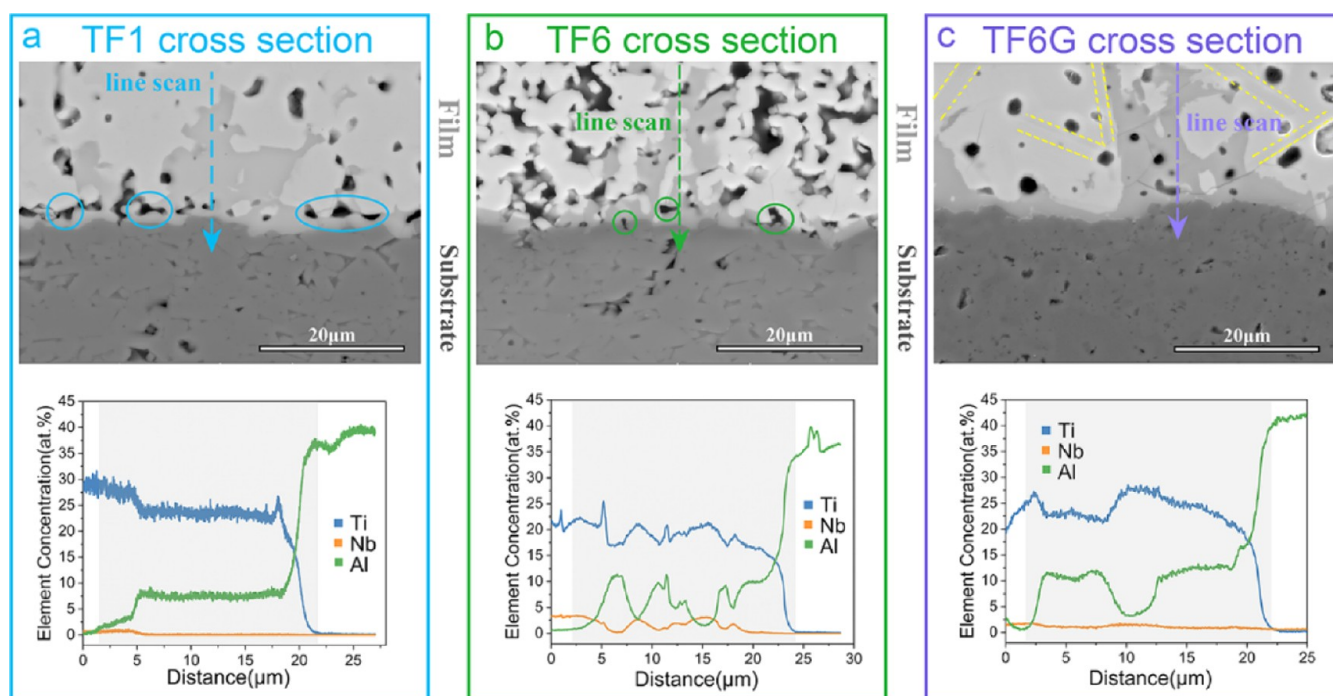 a TF1 cross section
line scan
20μm
Film
Substrate
b TF6 cross section
line scan
20μm
Film
Substrate
c TF6G cross section
line scan
20μm
Element Concentration(at.%)
45
40
35
30
25
20
15
10
5
0
Ti
Nb
Al
0 5 10 15 20 25
Distance(μm)
Element Concentration(at.%)
45
40
35
30
25
20
15
10
5
0
Ti
Nb
Al
0 5 10 15 20 25 30
Distance(μm)
Element Concentration(at.%)
45
40
35
30
25
20
15
10
5
0
Ti
Nb
Al
0 5 10 15 20 25
Distance(μm)